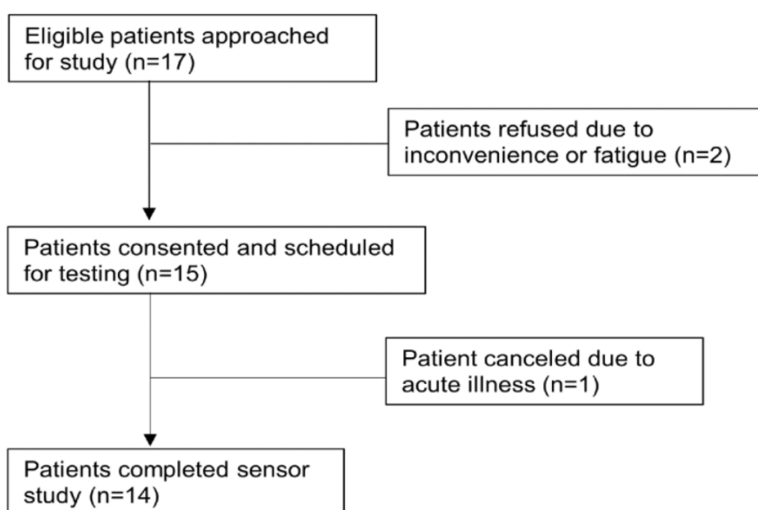 Eligible patients approached
for study (n=17)
Patients refused due to
inconvenience or fatigue (n=2)
Patients consented and scheduled
for testing (n=15)
Patient canceled due to
acute illness (n=1)
Patients completed sensor
study (n=14)